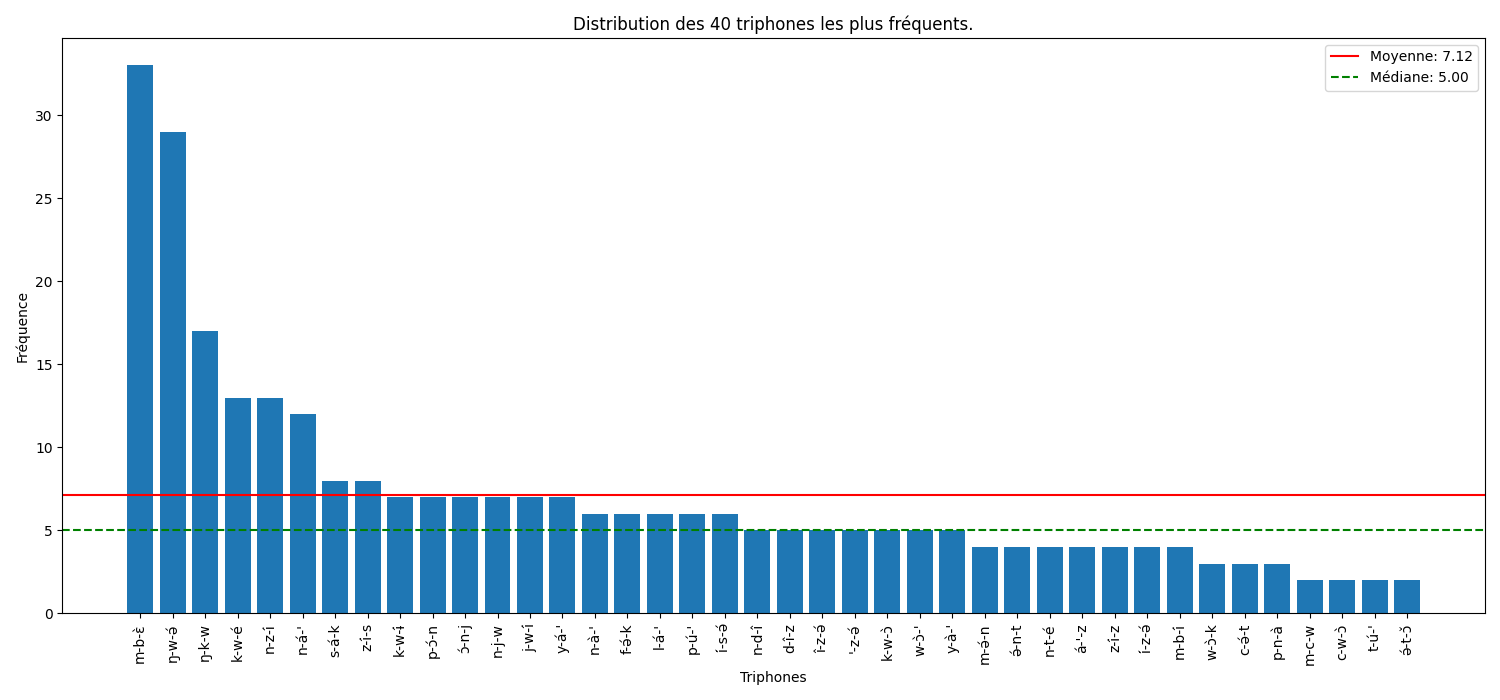 Distribution des 40 triphones les plus fréquents.
Moyenne: 7.12
Médiane: 5.00
Fréquence
30
25
20
15
10
5
0
m-b-ɛ̀
ŋ-w-ə́
ŋ-k-w
k-w-é
n-z-í
n-á-'
s-á-k
z-í-s
k-w-ɨ́
p-ɔ́-n
ɔ́-n-j
n-j-w
j-w-í
y-á-'
n-à-'
f-ə́-k
l-á-'
p-ú-'
í-s-ə́
n-d-î
d-î-z
î-z-ə́
'-z-ə́
k-w-ɔ̀
w-ɔ̀-'
y-à-'
m-ə́-n
ə́-n-t
n-t-é
á-'-z
z-í-z
í-z-ə́
m-b-í
w-ɔ̀-k
c-ə́-t
p-n-à
m-c-w
c-w-ɔ̀
t-ú-'
ə́-t-ɔ̌
Triphones